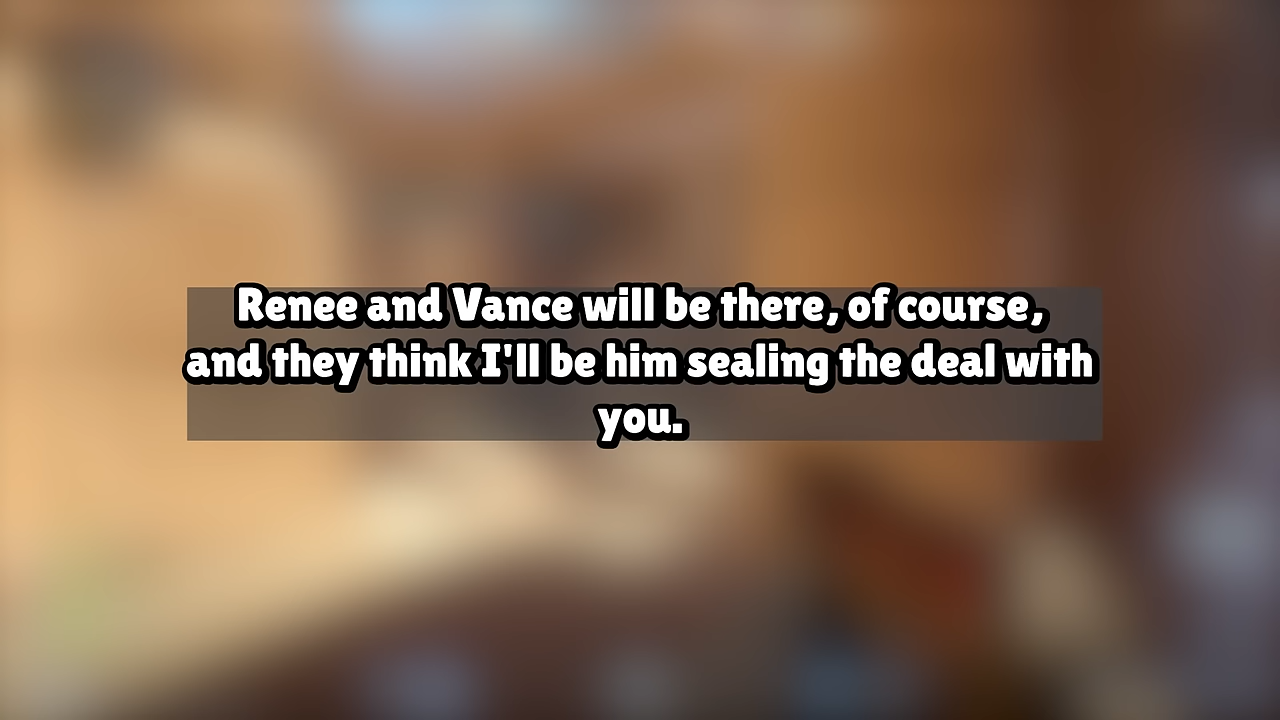 Renee and Vance will be there, of course,
and they think I'll be him sealing the deal with
you.